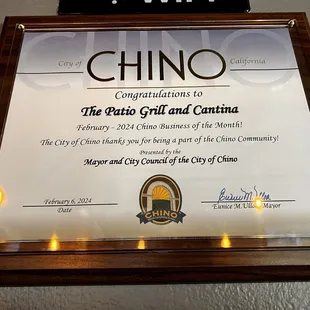 City of CHINO California
Congratulations to
The Patio Grill and Cantina
February - 2024 Chino Business of the Month!
The City of Chino thanks you for being a part of the Chino Community!
Presented by the
Mayor and City Council of the City of Chino
February 6, 2024
Date
CHINO
Eunice M. Ulloa, Mayor